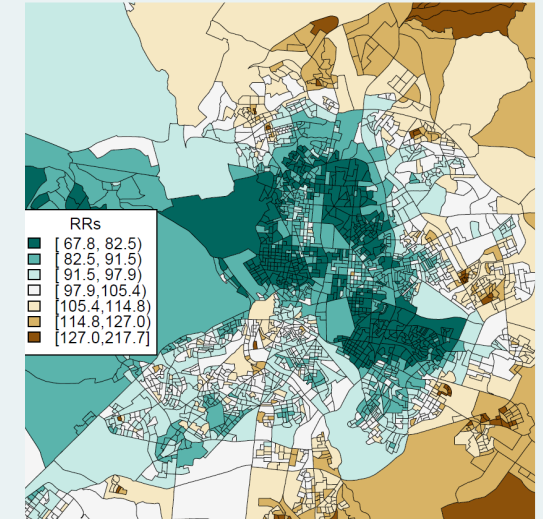 RRs
[ 67.8, 82.5)
[ 82.5, 91.5)
[ 91.5, 97.9)
[ 97.9,105.4)
[105.4,114.8)
[114.8,127.0)
[127.0,217.7]